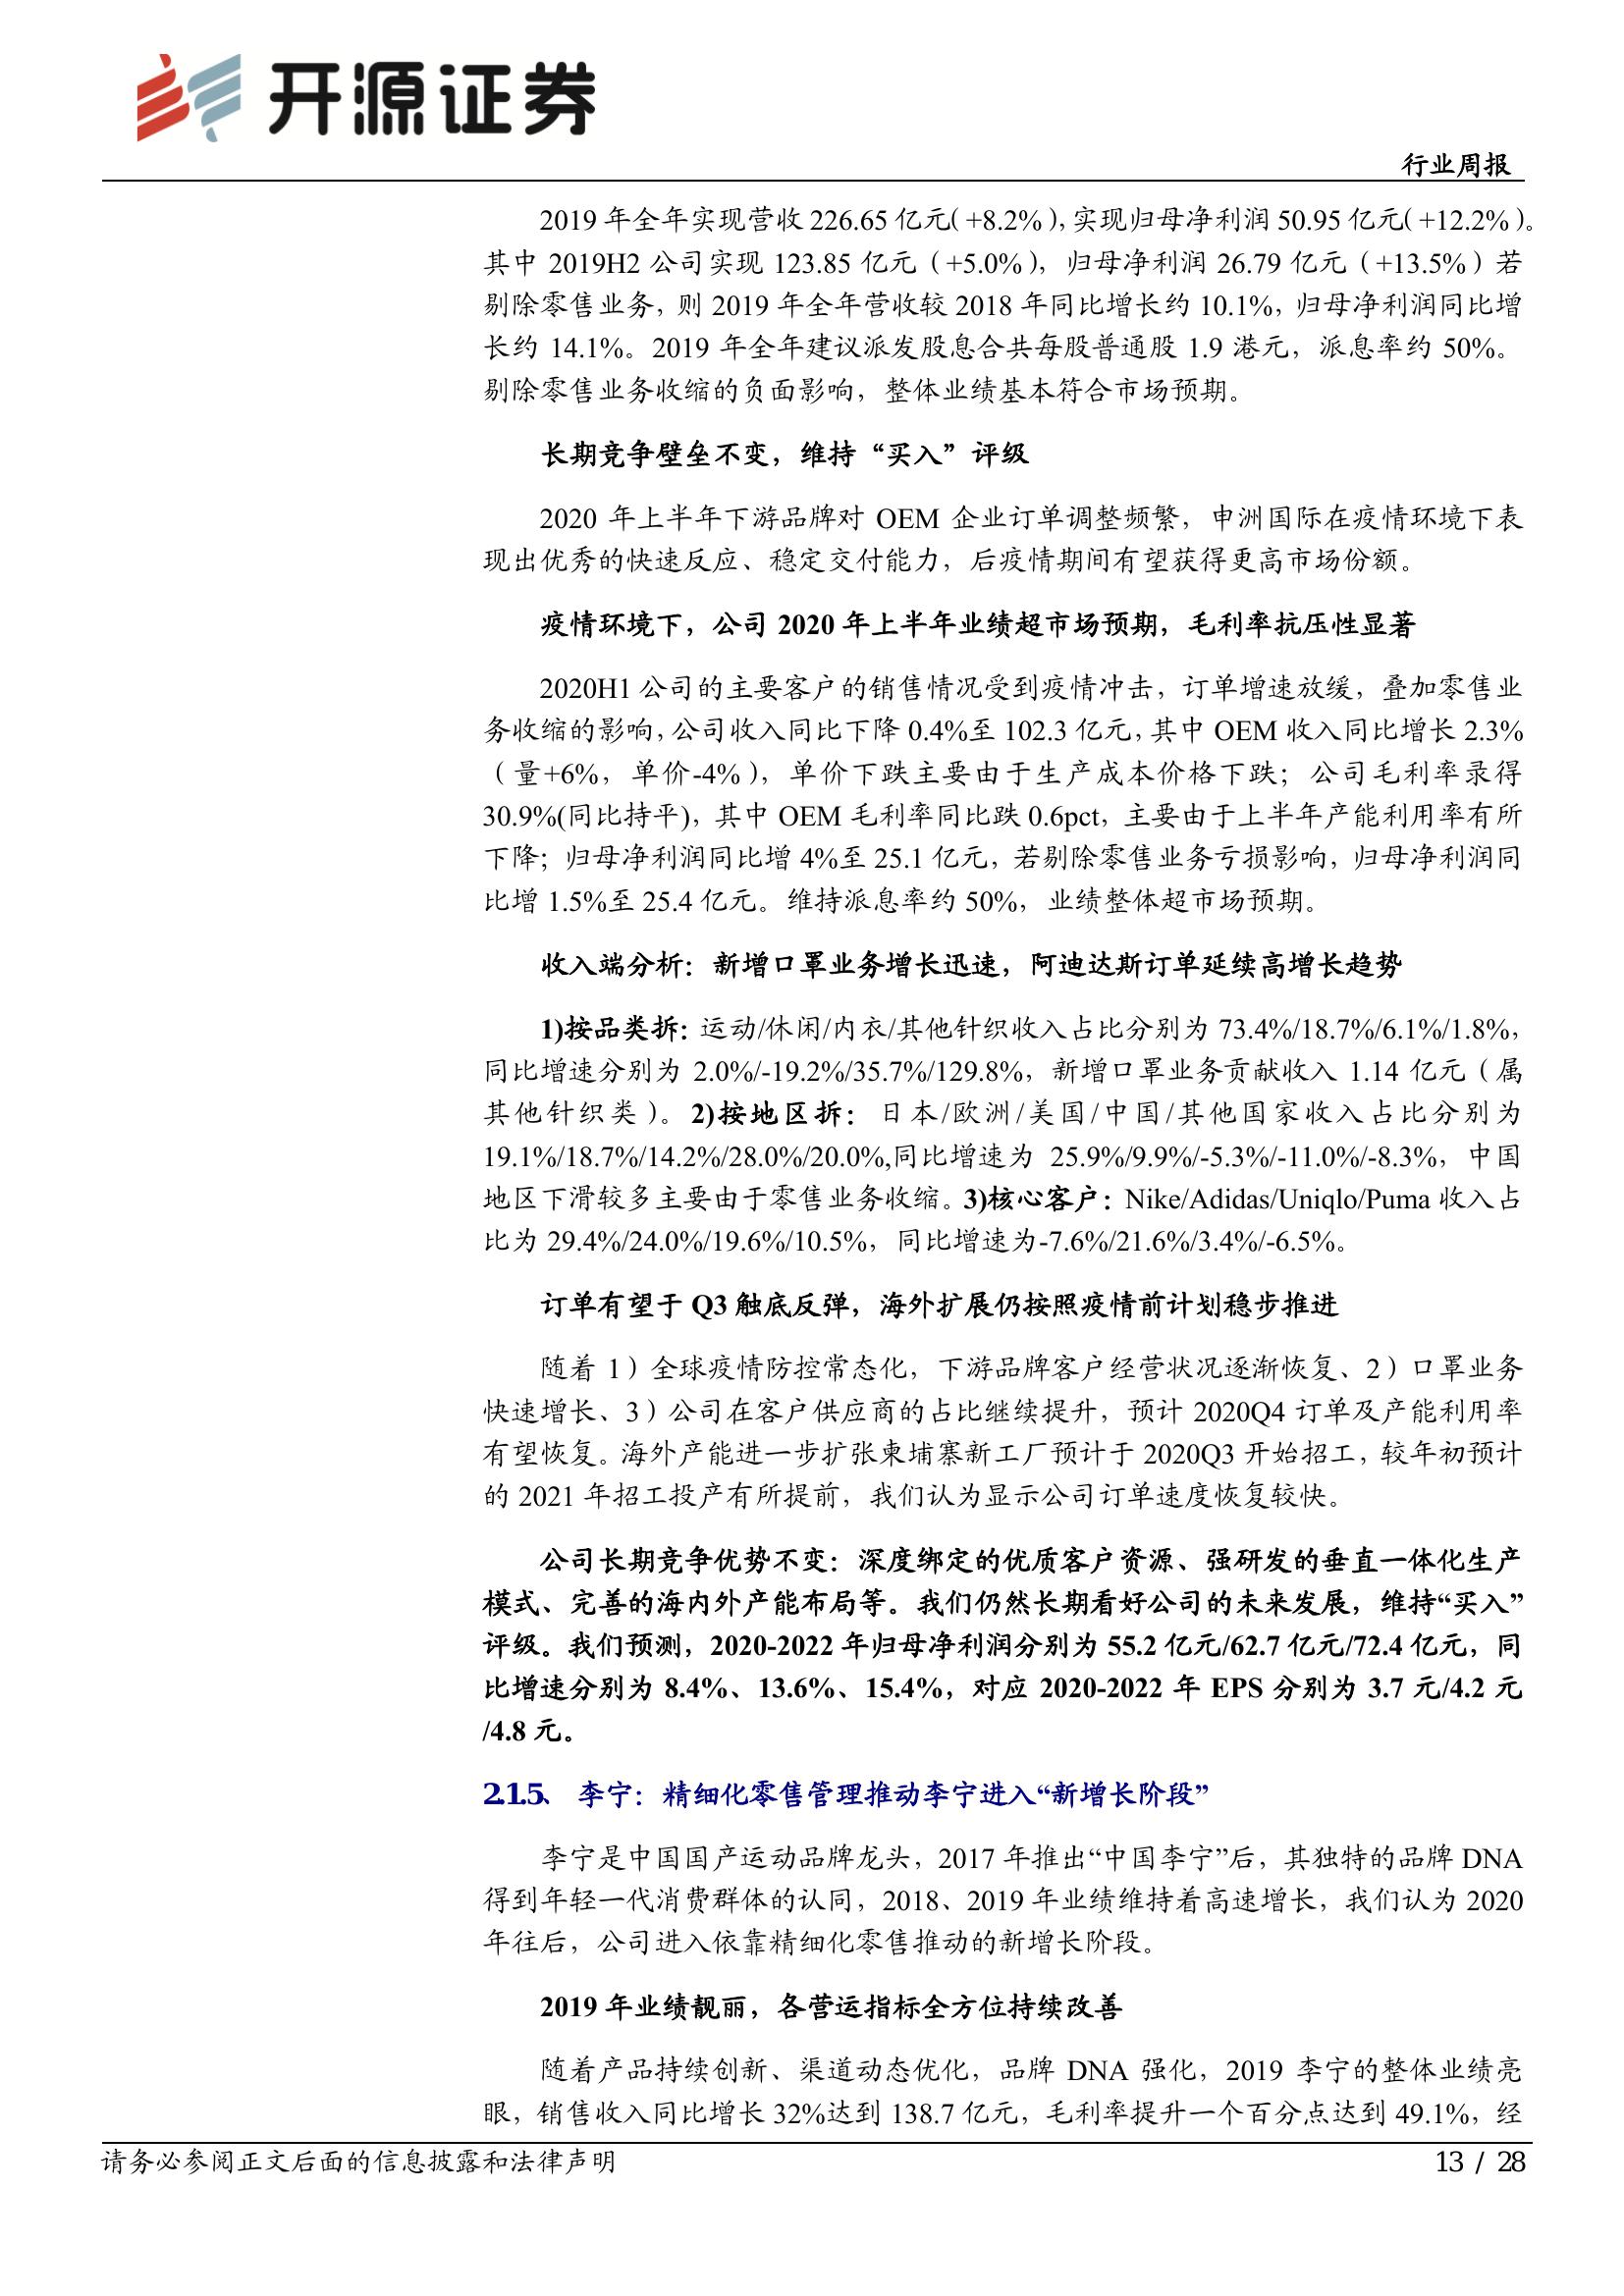 开源证券
行业周报
2019 年全年实现营收 226.65 亿元(+8.2%),实现归母净利润 50.95 亿元(+12.2%)。
其中 2019H2 公司实现 123.85 亿元（+5.0%），归母净利润 26.79 亿元（+13.5%）若
剔除零售业务，则 2019 年全年营收较 2018 年同比增长约 10.1%，归母净利润同比增
长约 14.1%。2019 年全年建议派发股息合共每股普通股 1.9 港元，派息率约 50%。
剔除零售业务收缩的负面影响，整体业绩基本符合市场预期。
长期竞争壁垒不变，维持“买入”评级
2020 年上半年下游品牌对 OEM 企业订单调整频繁，申洲国际在疫情环境下表
现出优秀的快速反应、稳定交付能力，后疫情期间有望获得更高市场份额。
疫情环境下，公司 2020 年上半年业绩超市场预期，毛利率抗压性显著
2020H1 公司的主要客户的销售情况受到疫情冲击，订单增速放缓，叠加零售业
务收缩的影响，公司收入同比下降 0.4%至 102.3 亿元，其中 OEM 收入同比增长 2.3%
（量+6%，单价-4%），单价下跌主要由于生产成本价格下跌；公司毛利率录得
30.9%(同比持平)，其中 OEM 毛利率同比跌 0.6pct，主要由于上半年产能利用率有所
下降；归母净利润同比增 4%至 25.1 亿元，若剔除零售业务亏损影响，归母净利润同
比增 1.5%至 25.4 亿元。维持派息率约 50%，业绩整体超市场预期。
收入端分析：新增口罩业务增长迅速，阿迪达斯订单延续高增长趋势
1)按品类拆：运动/休闲/内衣/其他针织收入占比分别为 73.4%/18.7%/6.1%/1.8%，
同比增速分别为 2.0%/-19.2%/35.7%/129.8%，新增口罩业务贡献收入 1.14 亿元（属
其他针织类）。2)按地区拆：日本/欧洲/美国/中国/其他国家收入占比分别为
19.1%/18.7%/14.2%/28.0%/20.0%,同比增速为 25.9%/9.9%/-5.3%/-11.0%/-8.3%，中国
地区下滑较多主要由于零售业务收缩。3)核心客户：Nike/Adidas/Uniqlo/Puma 收入占
比为 29.4%/24.0%/19.6%/10.5%，同比增速为-7.6%/21.6%/3.4%/-6.5%。
订单有望于 Q3 触底反弹，海外扩展仍按照疫情前计划稳步推进
随着 1）全球疫情防控常态化，下游品牌客户经营状况逐渐恢复、2）口罩业务
快速增长、3）公司在客户供应商的占比继续提升，预计 2020Q4 订单及产能利用率
有望恢复。海外产能进一步扩张柬埔寨新工厂预计于 2020Q3 开始招工，较年初预计
的 2021 年招工投产有所提前，我们认为显示公司订单速度恢复较快。
公司长期竞争优势不变：深度绑定的优质客户资源、强研发的垂直一体化生产
模式、完善的海内外产能布局等。我们仍然长期看好公司的未来发展，维持“买入”
评级。我们预测，2020-2022 年归母净利润分别为 55.2 亿元/62.7 亿元/72.4 亿元，同
比增速分别为 8.4%、13.6%、15.4%，对应 2020-2022 年 EPS 分别为 3.7 元/4.2 元
/4.8 元。
2.1.5、 李宁：精细化零售管理推动李宁进入“新增长阶段”
李宁是中国国产运动品牌龙头，2017 年推出“中国李宁”后，其独特的品牌 DNA
得到年轻一代消费群体的认同，2018、2019 年业绩维持着高速增长，我们认为 2020
年往后，公司进入依靠精细化零售推动的新增长阶段。
2019 年业绩靓丽，各营运指标全方位持续改善
随着产品持续创新、渠道动态优化，品牌 DNA 强化，2019 李宁的整体业绩亮
眼，销售收入同比增长 32%达到 138.7 亿元，毛利率提升一个百分点达到 49.1%，经
请务必参阅正文后面的信息披露和法律声明
13 / 28